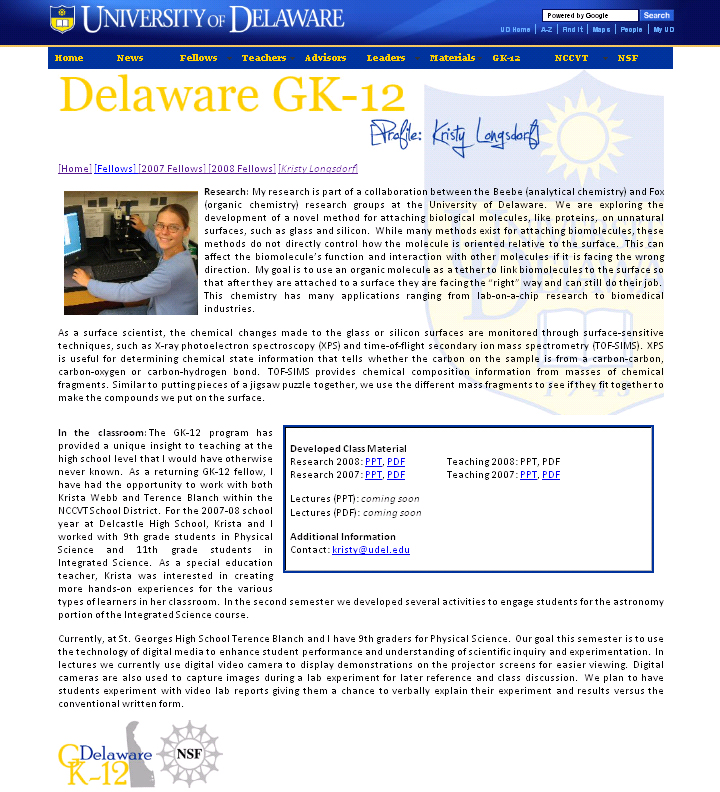 UNIVERSITY OF DELAWARE
Powered by Google Search
UD Home | A-Z | Find It | Maps | People | My UD
Home News Fellows Teachers Advisors Leaders Materials GK-12 NCCVT NSF
Delaware GK-12
Profile: Kristy Longsdorf
[Home] [Fellows] [2007 Fellows] [2008 Fellows] [Kristy Longsdorf]
Research: My research is part of a collaboration between the Beebe (analytical chemistry) and Fox
(organic chemistry) research groups at the University of Delaware. We are exploring the
development of a novel method for attaching biological molecules, like proteins, on unnatural
surfaces, such as glass and silicon. While many methods exist for attaching biomolecules, these
methods do not directly control how the molecule is oriented relative to the surface. This can
affect the biomolecule's function and interaction with other molecules if it is facing the wrong
direction. My goal is to use an organic molecule as a tether to link biomolecules to the surface so
that after they are attached to a surface they are facing the "right" way and can still do their job.
This chemistry has many applications ranging from lab-on-a-chip research to biomedical
industries.
As a surface scientist, the chemical changes made to the glass or silicon surfaces are monitored through surface-sensitive
techniques, such as X-ray photoelectron spectroscopy (XPS) and time-of-flight secondary ion mass spectrometry (TOF-SIMS). XPS
is useful for determining chemical state information that tells whether the carbon on the sample is from a carbon-carbon,
carbon-oxygen or carbon-hydrogen bond. TOF-SIMS provides chemical composition information from masses of chemical
fragments. Similar to putting pieces of a jigsaw puzzle together, we use the different mass fragments to see if they fit together to
make the compounds we put on the surface.
In the classroom: The GK-12 program has
provided a unique insight to teaching at the
high school level that I would have otherwise
never known. As a returning GK-12 fellow, I
have had the opportunity to work with both
Krista Webb and Terence Blanch within the
NCCVT School District. For the 2007-08 school
year at Delcastle High School, Krista and I
worked with 9th grade students in Physical
Science and 11th grade students in
Integrated Science. As a special education
teacher, Krista was interested in creating
more hands-on experiences for the various
types of learners in her classroom. In the second semester we developed several activities to engage students for the astronomy
portion of the Integrated Science course.
Developed Class Material
Research 2008: PPT, PDF Teaching 2008: PPT, PDF
Research 2007: PPT, PDF Teaching 2007: PPT, PDF
Lectures (PPT): coming soon
Lectures (PDF): coming soon
Additional Information
Contact: kristy@udel.edu
Currently, at St. Georges High School Terence Blanch and I have 9th graders for Physical Science. Our goal this semester is to use
the technology of digital media to enhance student performance and understanding of scientific inquiry and experimentation. In
lectures we currently use digital video camera to display demonstrations on the projector screens for easier viewing. Digital
cameras are also used to capture images during a lab experiment for later reference and class discussion. We plan to have
students experiment with video lab reports giving them a chance to verbally explain their experiment and results versus the
conventional written form.
Delaware
GK-12
NSF